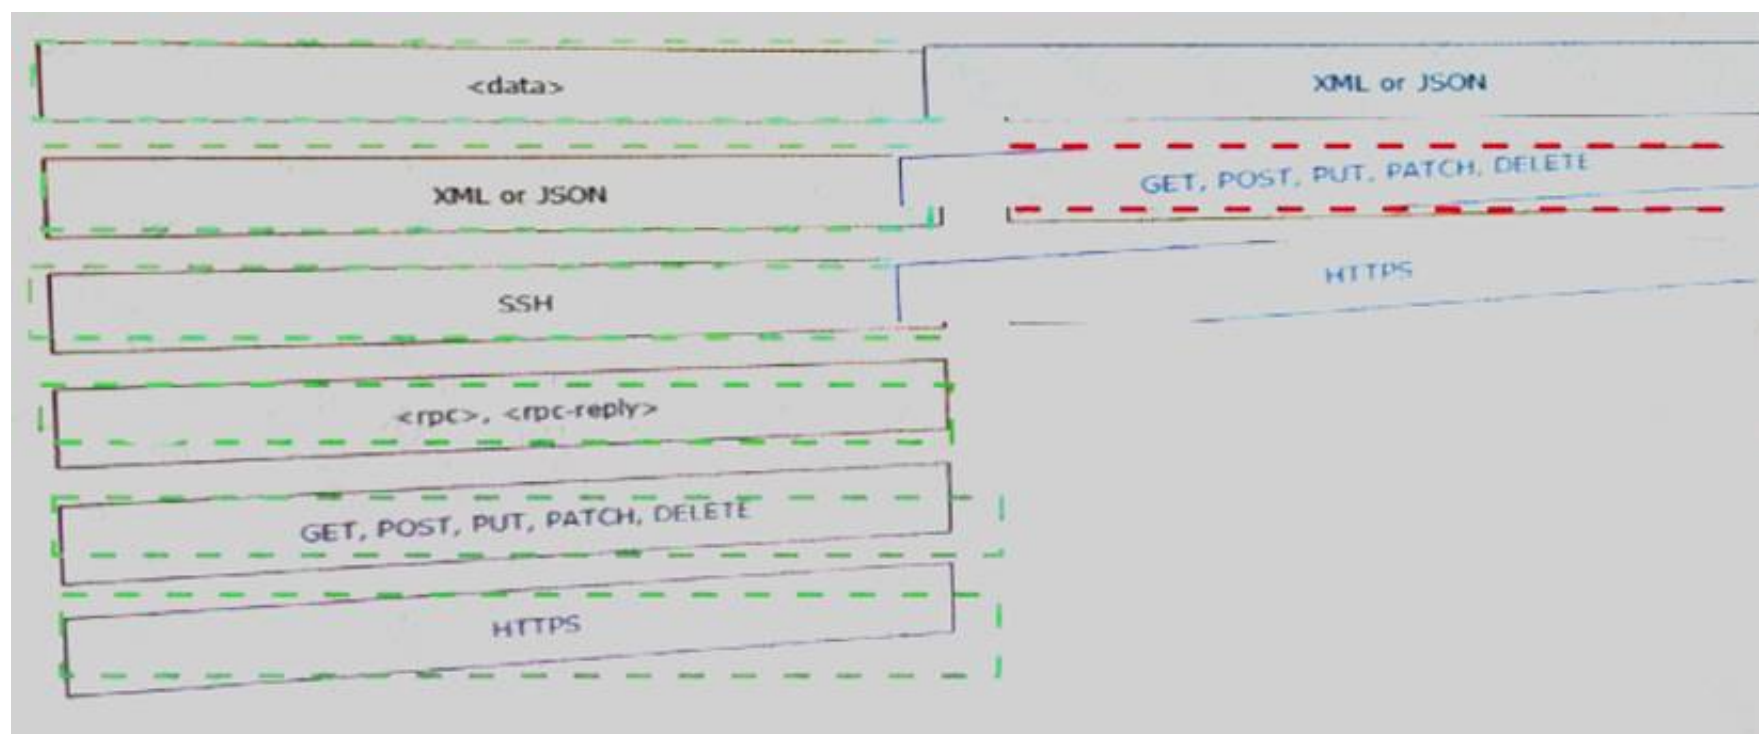 <data>
XML or JSON
XML or JSON
GET, POST, PUT, PATCH, DELETE
SSH
HTTPS
<rpc>, <rpc-reply>
GET, POST, PUT, PATCH, DELETE
HTTPS